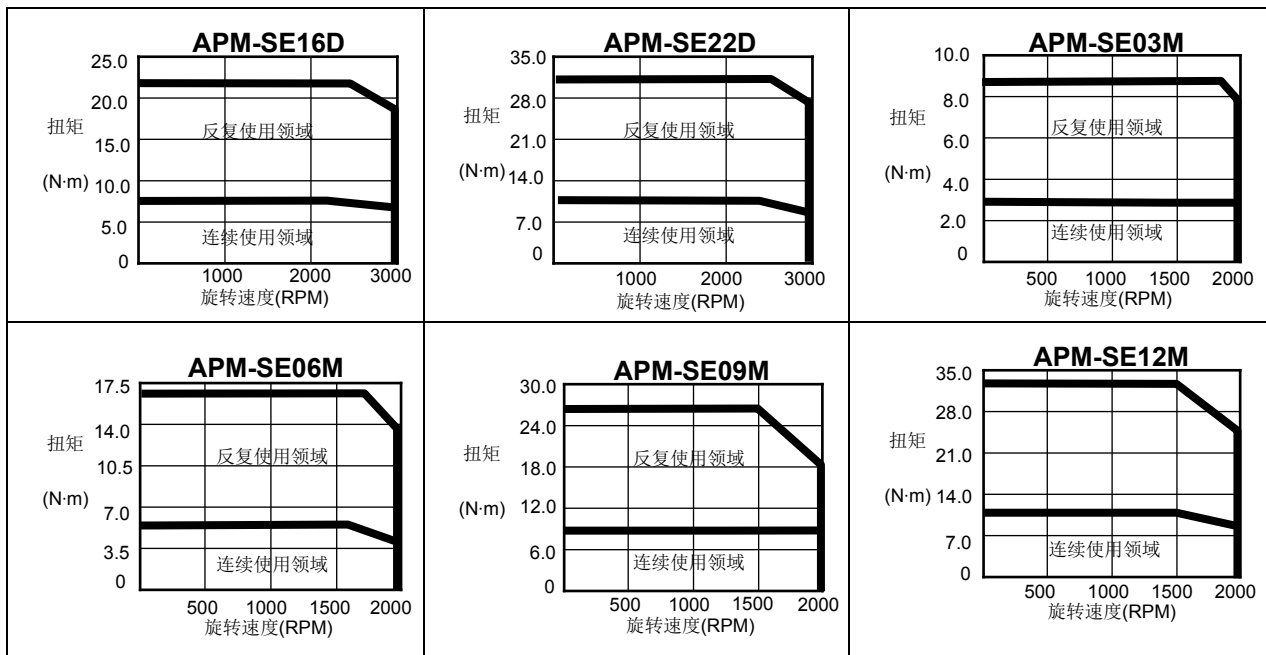 APM-SE16D
25.0
20.0
扭矩
反复使用领域
15.0
(N·m)
10.0
5.0
连续使用领域
0
1000 2000 3000
旋转速度(RPM)
APM-SE22D
35.0
28.0
扭矩
反复使用领域
21.0
(N·m)
14.0
7.0
连续使用领域
0
1000 2000 3000
旋转速度(RPM)
APM-SE03M
10.0
8.0
扭矩
反复使用领域
6.0
(N·m)
4.0
2.0
连续使用领域
0
500 1000 1500 2000
旋转速度(RPM)
APM-SE06M
17.5
14.0
扭矩
反复使用领域
10.5
(N·m)
7.0
3.5
连续使用领域
0
500 1000 1500 2000
旋转速度(RPM)
APM-SE09M
30.0
24.0
扭矩
反复使用领域
18.0
(N·m)
12.0
6.0
连续使用领域
0
500 1000 1500 2000
旋转速度(RPM)
APM-SE12M
35.0
28.0
扭矩
反复使用领域
21.0
(N·m)
14.0
7.0
连续使用领域
0
500 1000 1500 2000
旋转速度(RPM)